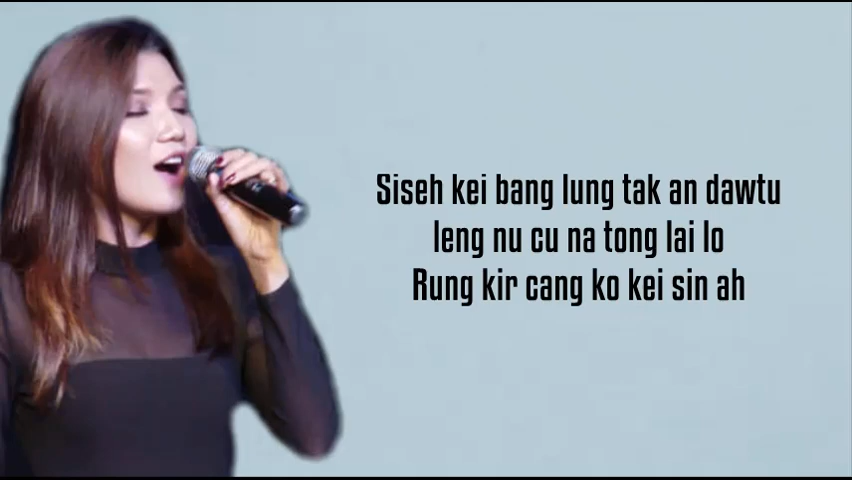 Siseh kei bang lung tak an dawtu
leng nu cu na tong lai lo
Rung kir cang ko kei sin ah